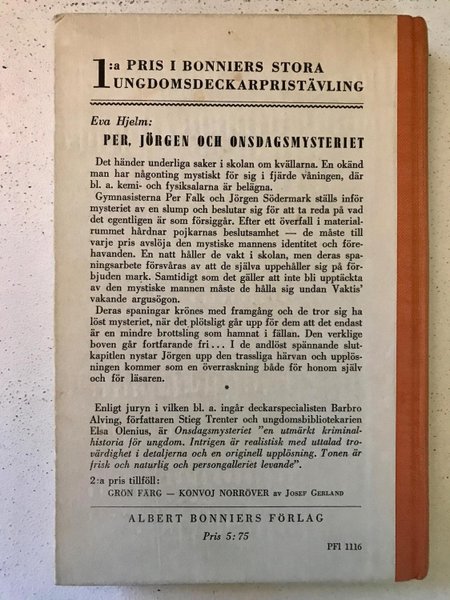 1:a PRIS I BONNIERS STORA
UNGDOMSDECKARPRISTÄVLING
Eva Hjelm:
PER, JÖRGEN OCH ONSDAGSMYSTERIET
Det händer underliga saker i skolan om kvällarna. En okänd
man har någonting mystiskt för sig i fjärde våningen, där
bl. a. kemi- och fysiksalarna är belägna.
Gymnasisterna Per Falk och Jörgen Södermark ställs inför
mysteriet av en slump och beslutar sig för att ta reda på vad
det egentligen är som försiggår. Efter ett överfall i material-
rummet hårdnar pojkarnas beslutsamhet — de måste till
varje pris avslöja den mystiske mannens identitet och före-
havanden. En natt håller de vakt i skolan, men deras spa-
ningsarbete försvåras av att de själva uppehåller sig på för-
bjuden mark. Samtidigt som det gäller att inte bli upptäckta
av den mystiske mannen måste de hålla sig undan Vaktis'
vakande argusögon.
Deras spaningar krönes med framgång och de tror sig ha
löst mysteriet, när det plötsligt går upp för dem att det endast
är en mindre brottsling som hamnat i fällan. Den verklige
boven går fortfarande fri... I de andlöst spännande slut-
kapitlen nystar Jörgen upp den trassliga härvan och upplös-
ningen kommer som en överraskning både för honom själv
och för läsaren.
•
Enligt juryn i vilken bl. a. ingår deckarspecialisten Barbro
Alving, författaren Stieg Trenter och ungdomsbibliotekarien
Elsa Olenius, är Onsdagsmysteriet "en utmärkt kriminal-
historia för ungdom. Intrigen är realistisk med uttalad tro-
värdighet i detaljerna och en originell upplösning. Tonen är
frisk och naturlig och persongalleriet levande".
2:a pris tillföll:
GRÖN FÄRG — KONVOJ NORRÖVER AV JOSEF GERLAND
ALBERT BONNIERS FÖRLAG
Pris 5:75
PFl 1116